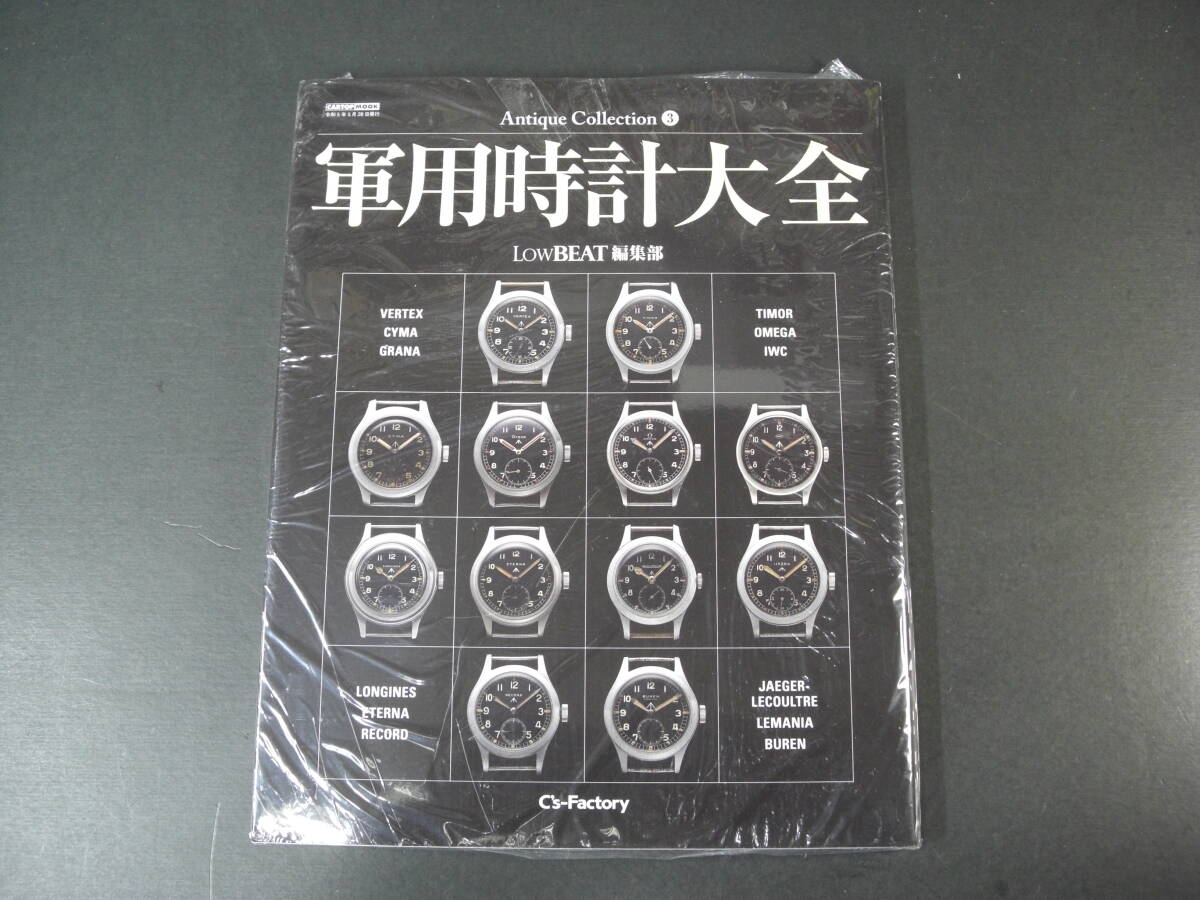 CARTOP MOOK
Antique Collection 3
軍用時計大全
LowBEAT 編集部
VERTEX
CYMA
GRANA
TIMOR
OMEGA
IWC
LONGINES
ETERNA
RECORD
JAEGER-
LECOULTRE
LEMANIA
BUREN
C's-Factory